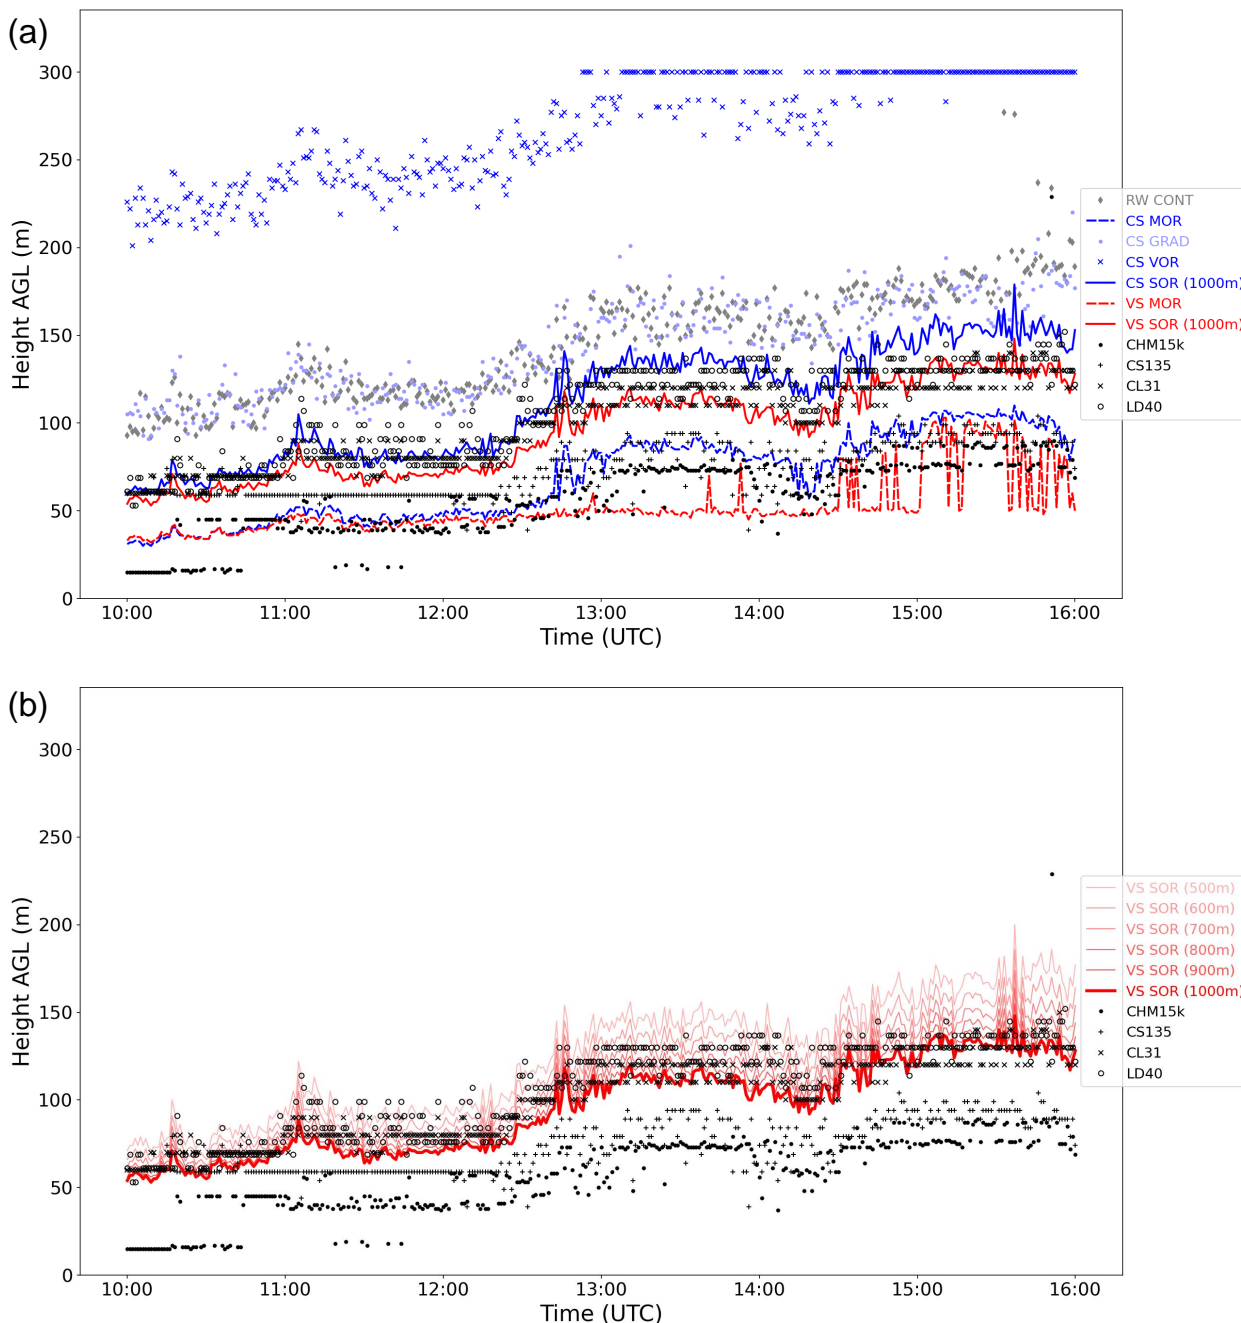 (a)
300
250
200
150
100
50
0
Height AGL (m)
10:00
11:00
12:00
13:00
14:00
15:00
16:00
Time (UTC)
RW CONT
CS MOR
CS GRAD
CS VOR
CS SOR (1000m)
VS MOR
VS SOR (1000m)
CHM15k
CS135
CL31
LD40
(b)
300
250
200
150
100
50
0
Height AGL (m)
10:00
11:00
12:00
13:00
14:00
15:00
16:00
Time (UTC)
VS SOR (500m)
VS SOR (600m)
VS SOR (700m)
VS SOR (800m)
VS SOR (900m)
VS SOR (1000m)
CHM15k
CS135
CL31
LD40